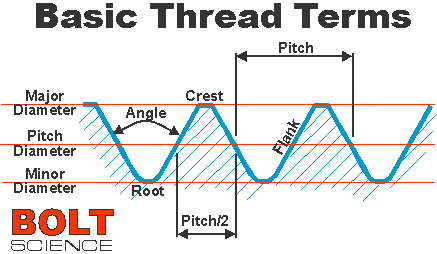 Basic Thread Terms
Pitch
Major
Diameter
Crest
Angle
Pitch
Diameter
Flank
Minor
Diameter
Root
Pitch/2
BOLT
SCIENCE